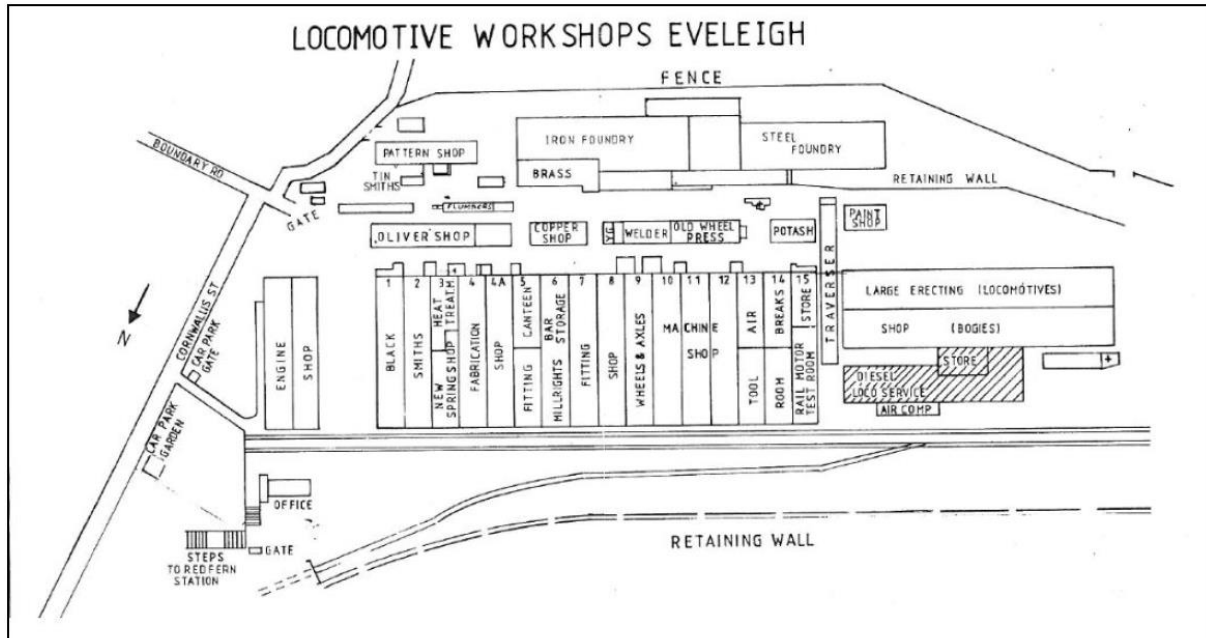 LOCOMOTIVE WORKSHOPS EVELEIGH
FENCE
BOUNDARY RD
PATTERN SHOP
IRON FOUNDRY
STEEL
FOUNDRY
TIN
SMITHS
BRASS
RETAINING WALL
GATE
PLUMBERS
OLIVER SHOP
COPPER
SHOP
YG
WELDER
OLD WHEEL
PRESS
POTASH
TRAVERSER
PAINT
SHOP
N
CORNWALLIS ST
CAR PARK
GATE
ENGINE
SHOP
1
2
3
4
4A
5
6
7
8
9
10
11
12
13
14
15
BLACK
SMITHS
HEAT
TREATM
NEW
SPRING SHOP
FABRICATION
SHOP
CANTEEN
FITTING
BAR
STORAGE
MILLRIGHTS
FITTING
SHOP
WHEELS & AXLES
MACHINE
SHOP
AIR
BREAKS
TOOL
ROOM
STORE
RAIL MOTOR
TEST ROOM
LARGE ERECTING (LOCOMOTIVES)
SHOP (BOGIES)
STORE
DIESEL
LOCO SERVICE
AIR COMP
CAR PARK
GARDEN
OFFICE
GATE
STEPS
TO REDFERN
STATION
RETAINING WALL